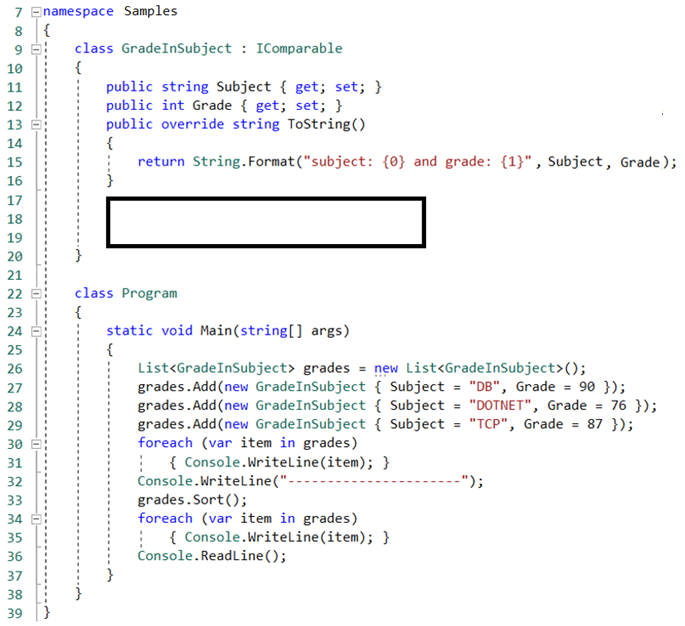 7 namespace Samples
8 {
9 class GradeInSubject : IComparable
10 {
11 public string Subject { get; set; }
12 public int Grade { get; set; }
13 public override string ToString()
14 {
15 return String.Format("subject: {0} and grade: {1}", Subject, Grade);
16 }
17
18
19
20 }
21
22 class Program
23 {
24 static void Main(string[] args)
25 {
26 List<GradeInSubject> grades = new List<GradeInSubject>();
27 grades.Add(new GradeInSubject { Subject = "DB", Grade = 90 });
28 grades.Add(new GradeInSubject { Subject = "DOTNET", Grade = 76 });
29 grades.Add(new GradeInSubject { Subject = "TCP", Grade = 87 });
30 foreach (var item in grades)
31 { Console.WriteLine(item); }
32 Console.WriteLine("----------------------");
33 grades.Sort();
34 foreach (var item in grades)
35 { Console.WriteLine(item); }
36 Console.ReadLine();
37 }
38 }
39 }